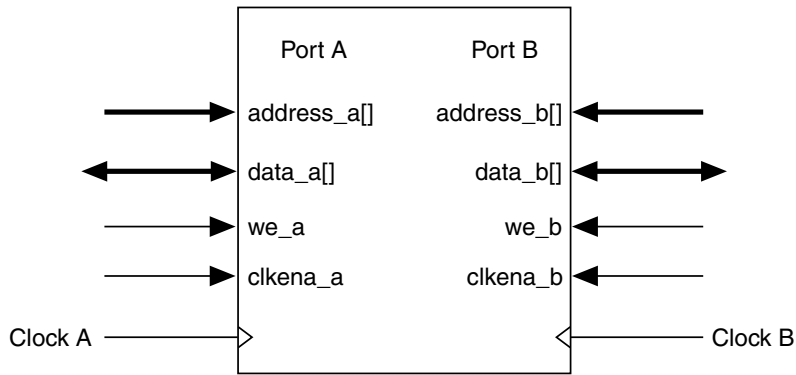 Port A Port B
address_a[] address_b[]
data_a[] data_b[]
we_a we_b
clkena_a clkena_b
Clock A Clock B